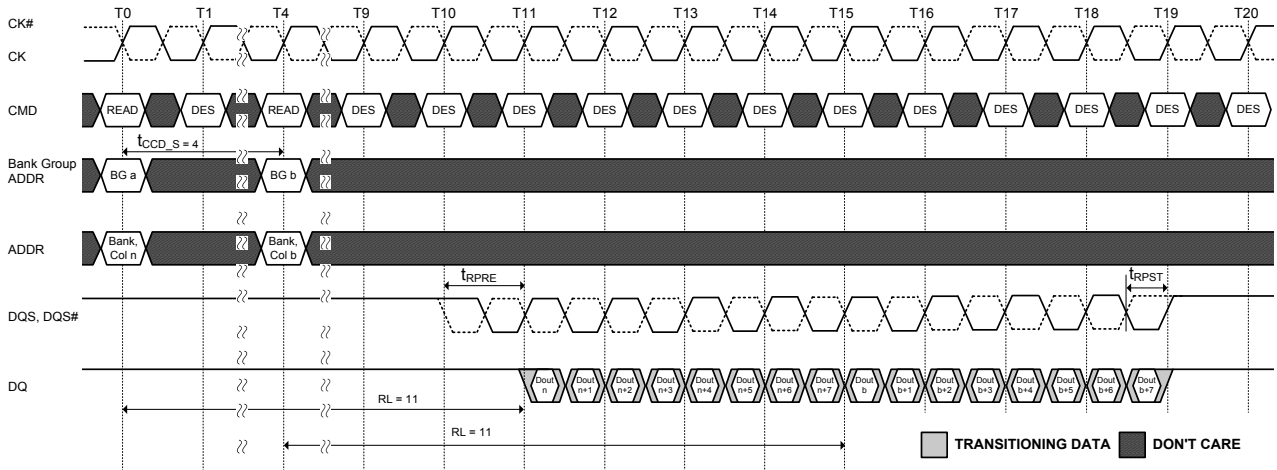 T0 T1 T4 T9 T10 T11 T12 T13 T14 T15 T16 T17 T18 T19 T20
CK#
CK
CMD READ DES READ DES DES DES DES DES DES DES DES DES DES DES DES
tCCD_S = 4
Bank Group
ADDR
BG a BG b
ADDR
Bank,
Col n
Bank,
Col b
tRPRE tRPST
DQS, DQS#
DQ
Dout
n
Dout
n+1
Dout
n+2
Dout
n+3
Dout
n+4
Dout
n+5
Dout
n+6
Dout
n+7
Dout
b
Dout
b+1
Dout
b+2
Dout
b+3
Dout
b+4
Dout
b+5
Dout
b+6
Dout
b+7
RL = 11
RL = 11
TRANSITIONING DATA DON'T CARE